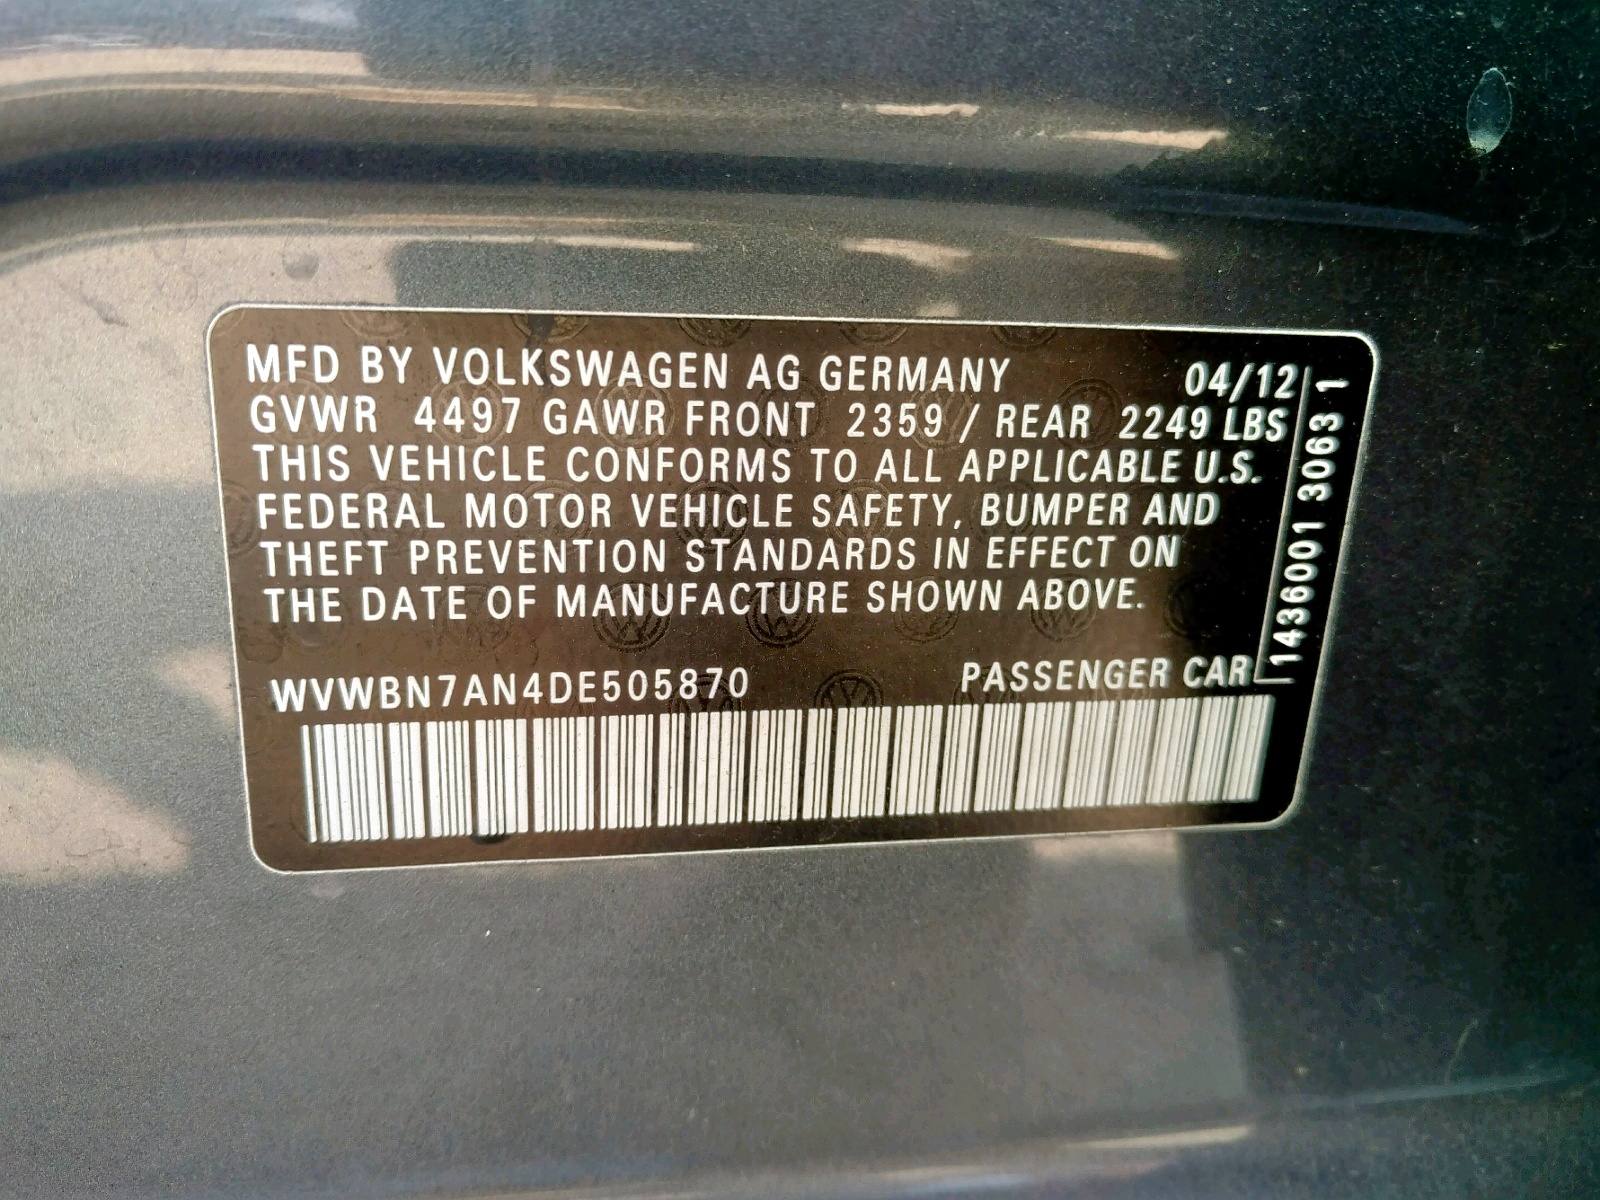 MFD BY VOLKSWAGEN AG GERMANY 04/12
GVWR 4497 GAWR FRONT 2359 / REAR 2249 LBS
THIS VEHICLE CONFORMS TO ALL APPLICABLE U.S.
FEDERAL MOTOR VEHICLE SAFETY, BUMPER AND
THEFT PREVENTION STANDARDS IN EFFECT ON
THE DATE OF MANUFACTURE SHOWN ABOVE.
WVWBN7AN4DE505870 PASSENGER CAR
1436001 3063 1